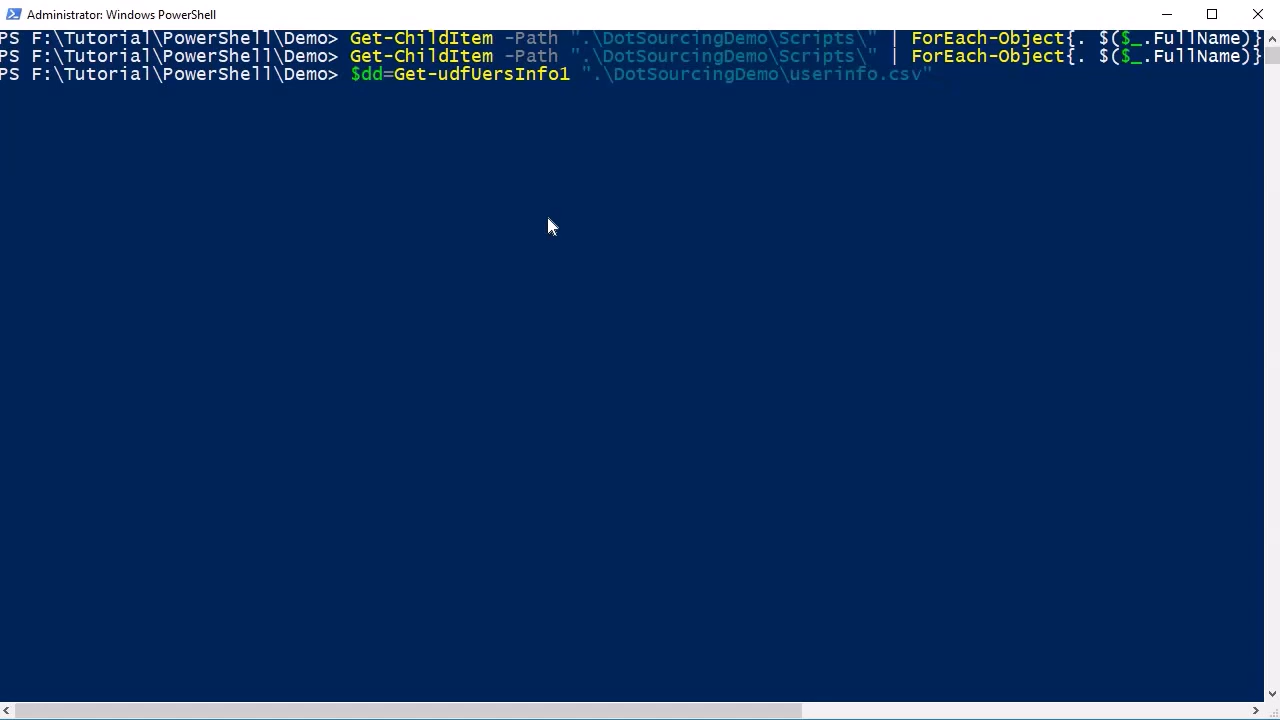 Administrator: Windows PowerShell
PS F:\Tutorial\PowerShell\Demo> Get-ChildItem -Path ".\DotSourcingDemo\Scripts\" | ForEach-Object{. $($_.FullName)}
PS F:\Tutorial\PowerShell\Demo> Get-ChildItem -Path ".\DotSourcingDemo\Scripts\" | ForEach-Object{. $($_.FullName)}
PS F:\Tutorial\PowerShell\Demo> $dd=Get-udfUersInfo1 ".\DotSourcingDemo\userinfo.csv"